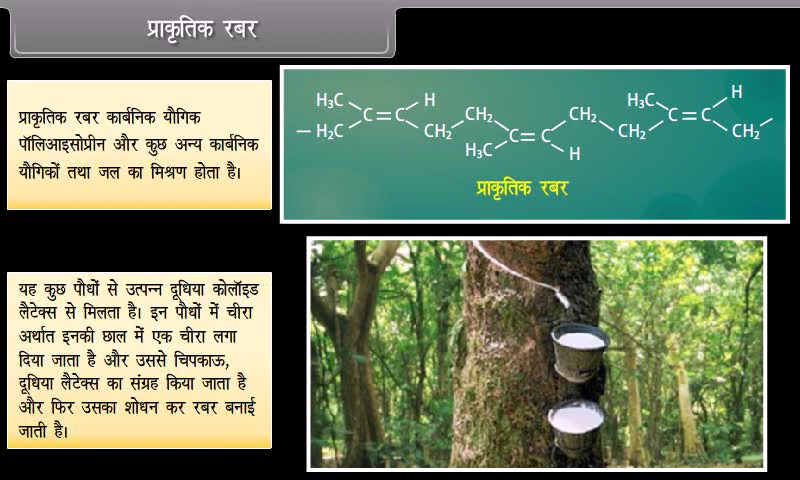 प्राकृतिक रबर
प्राकृतिक रबर कार्बनिक यौगिक
पॉलिआइसोप्रीन और कुछ अन्य कार्बनिक
यौगिकों तथा जल का मिश्रण होता है।
H₃C H CH₂ CH₂ H₃C H
C = C C = C
H₂C CH₂ C = C CH₂ CH₂
H₃C H
प्राकृतिक रबर
यह कुछ पौधों से उत्पन्न दूधिया कोलॉइड
लैटेक्स से मिलता है। इन पौधों में चीरा
अर्थात इनकी छाल में एक चीरा लगा
दिया जाता है और उससे चिपकाऊ,
दूधिया लैटेक्स का संग्रह किया जाता है
और फिर उसका शोधन कर रबर बनाई
जाती है।